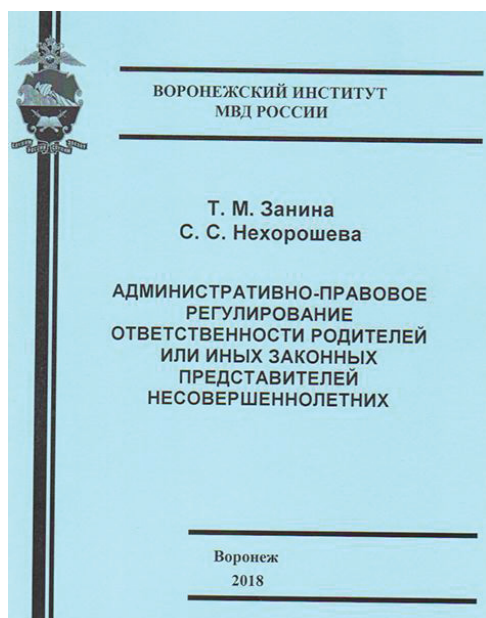 ВОРОНЕЖСКИЙ ИНСТИТУТ
МВД РОССИИ
Т. М. Занина
С. С. Нехорошева
АДМИНИСТРАТИВНО-ПРАВОВОЕ
РЕГУЛИРОВАНИЕ
ОТВЕТСТВЕННОСТИ РОДИТЕЛЕЙ
ИЛИ ИНЫХ ЗАКОННЫХ
ПРЕДСТАВИТЕЛЕЙ
НЕСОВЕРШЕННОЛЕТНИХ
Воронеж
2018